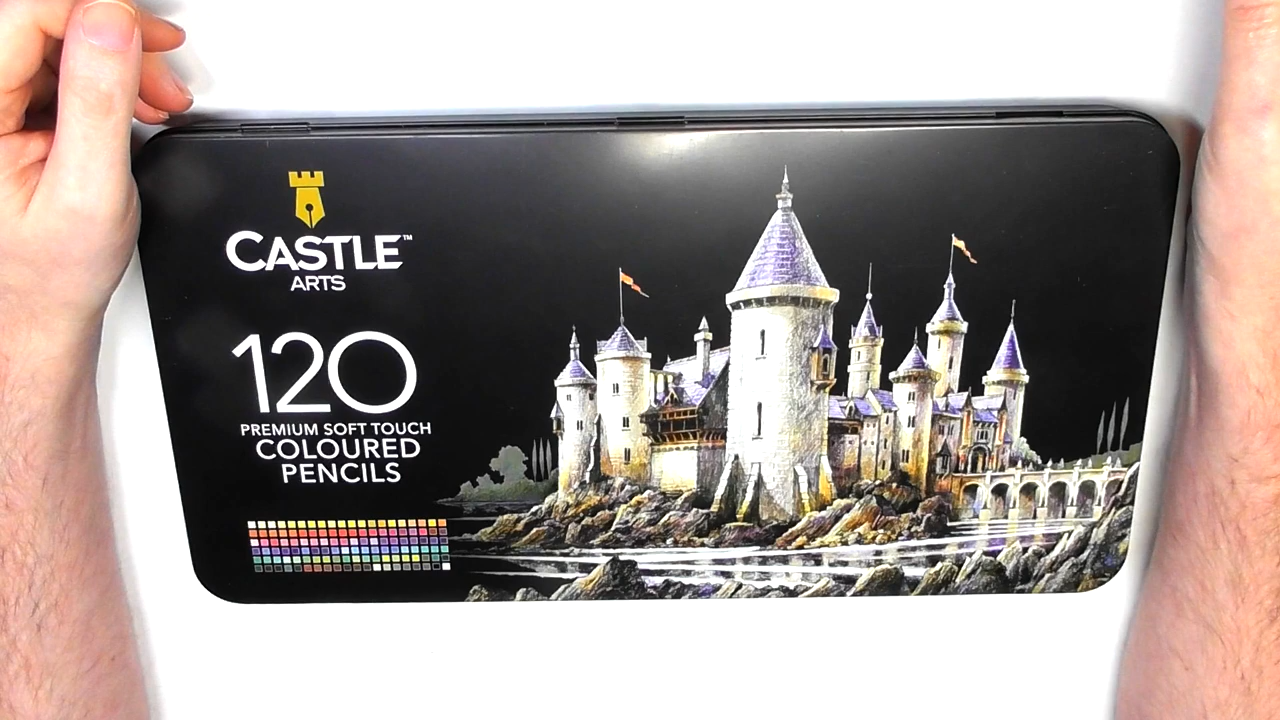 CASTLE™
ARTS
120
PREMIUM SOFT TOUCH
COLOURED
PENCILS